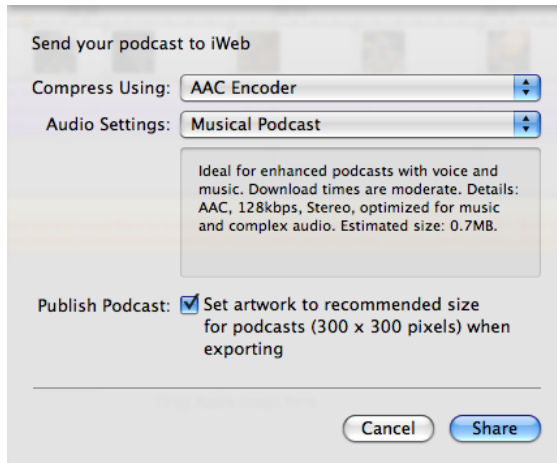 Send your podcast to iWeb
Compress Using: AAC Encoder
Audio Settings: Musical Podcast
Ideal for enhanced podcasts with voice and
music. Download times are moderate. Details:
AAC, 128kbps, Stereo, optimized for music
and complex audio. Estimated size: 0.7MB.
Publish Podcast: Set artwork to recommended size
for podcasts (300 x 300 pixels) when
exporting
Cancel Share